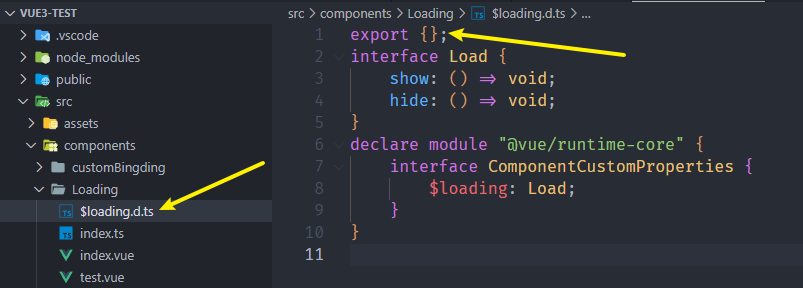 VUE3-TEST
.vscode
node_modules
public
src
assets
components
customBingding
Loading
TS $loading.d.ts
TS index.ts
index.vue
test.vue
src > components > Loading > TS $loading.d.ts > ...
1 export {};
2 interface Load {
3 show: () => void;
4 hide: () => void;
5 }
6 declare module "@vue/runtime-core" {
7 interface ComponentCustomProperties {
8 $loading: Load;
9 }
10 }
11